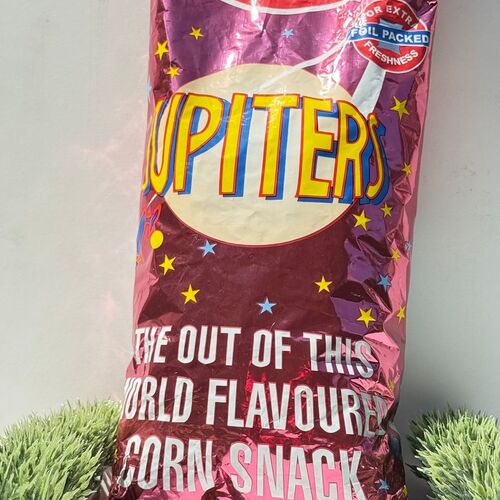 FOR EXTRA
FOIL PACKED
FRESHNESS
JUPITERS
THE OUT OF THIS
WORLD FLAVOURED
CORN SNACK